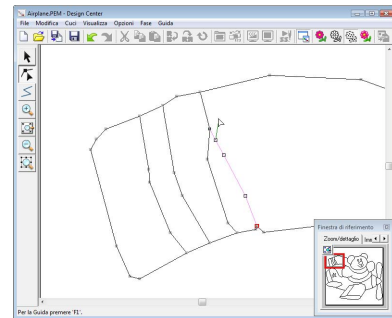 Airplane.PEM - Design Center
File Modifica Cuci Visualizza Opzioni Fase Guida
Finestra di riferimento
Zoom/dettaglio
Per la Guida premere 'F1'.